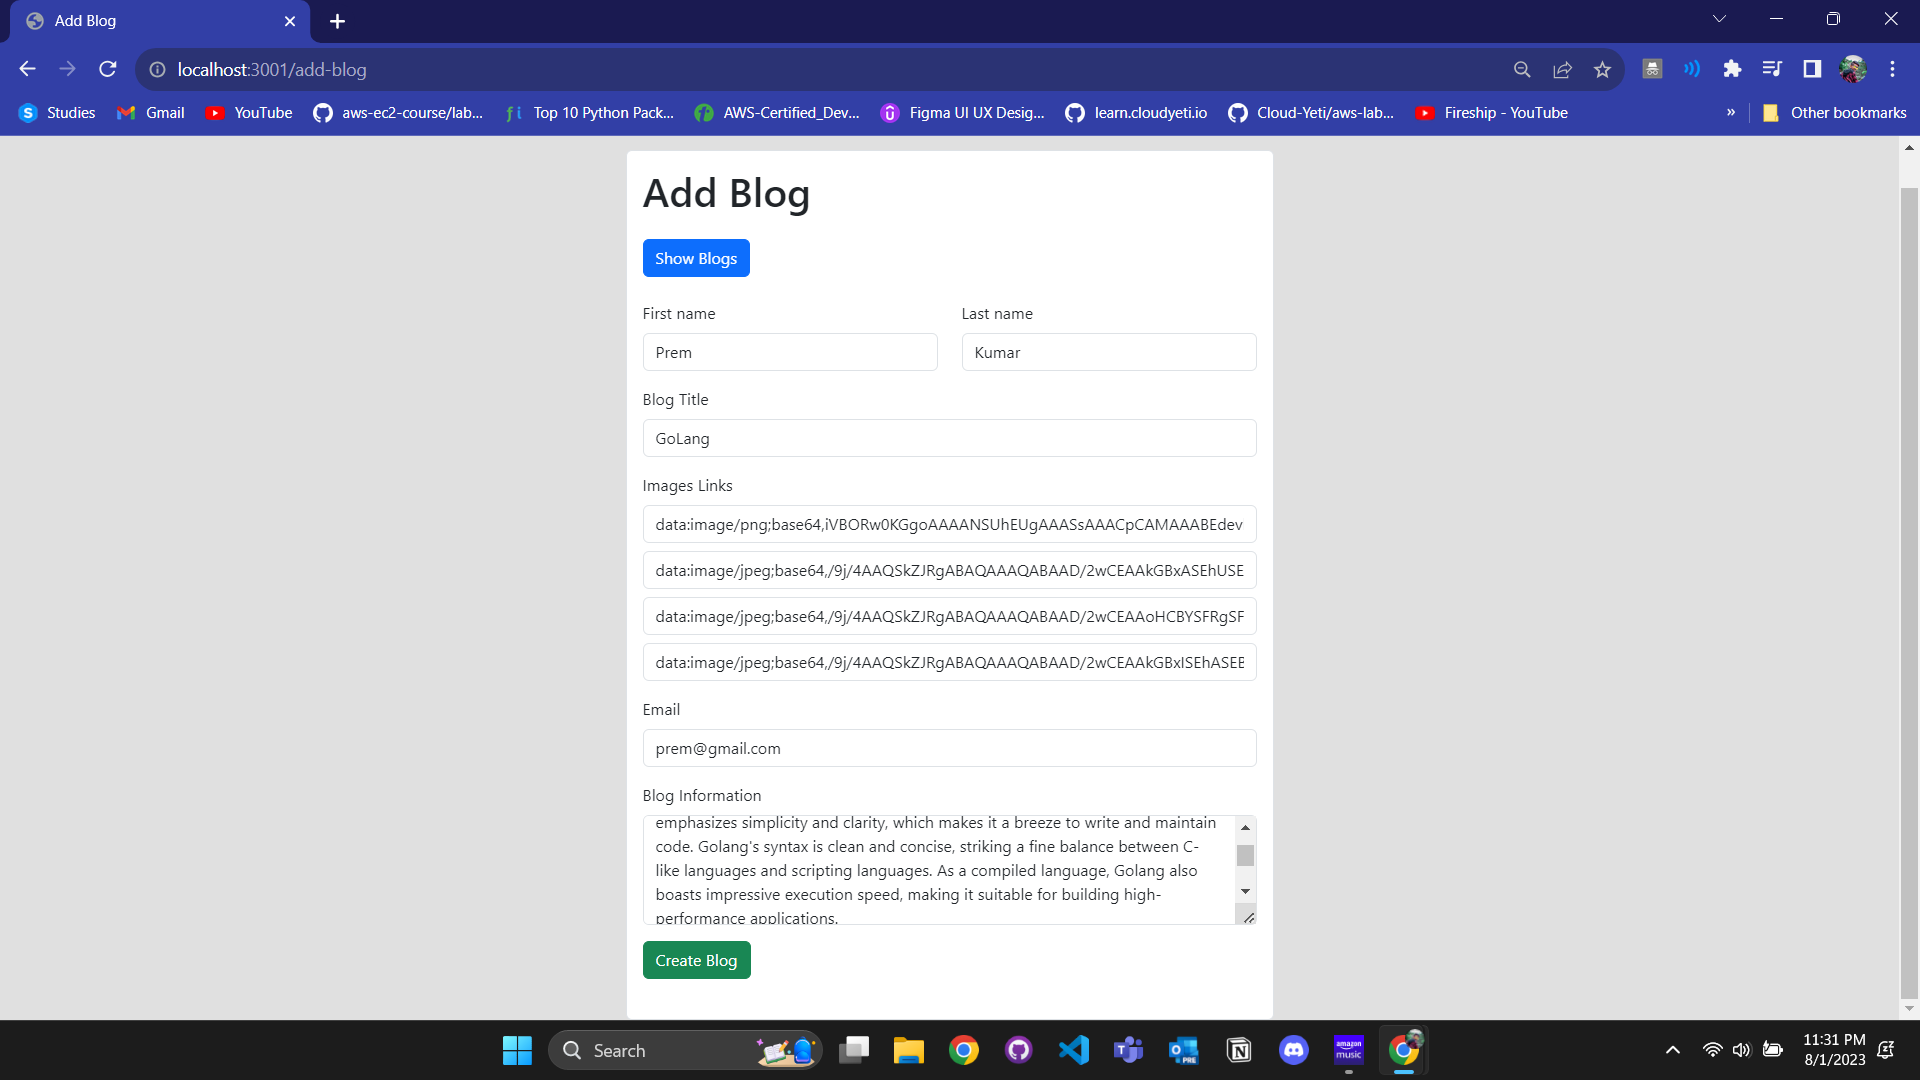 Add Blog
localhost:3001/add-blog
Studies
Gmail
YouTube
aws-ec2-course/lab...
Top 10 Python Pack...
AWS-Certified_Dev...
Figma UI UX Desig...
learn.cloudyeti.io
Cloud-Yeti/aws-lab...
Fireship - YouTube
»
Other bookmarks
Add Blog
Show Blogs
First name
Last name
Prem
Kumar
Blog Title
GoLang
Images Links
data:image/png;base64,iVBORw0KGgoAAAANSUhEUgAAASsAAACpCAMAAABEdev
data:image/jpeg;base64,/9j/4AAQSkZJRgABAQAAAQABAAD/2wCEAAkGBxASEhUSE
data:image/jpeg;base64,/9j/4AAQSkZJRgABAQAAAQABAAD/2wCEAAoHCBYSFRgSF
data:image/jpeg;base64,/9j/4AAQSkZJRgABAQAAAQABAAD/2wCEAAkGBxISEhASEB
Email
prem@gmail.com
Blog Information
emphasizes simplicity and clarity, which makes it a breeze to write and maintain
code. Golang's syntax is clean and concise, striking a fine balance between C-
like languages and scripting languages. As a compiled language, Golang also
boasts impressive execution speed, making it suitable for building high-
performance applications.
Create Blog
Search
PRE
amazon
music
11:31 PM
8/1/2023